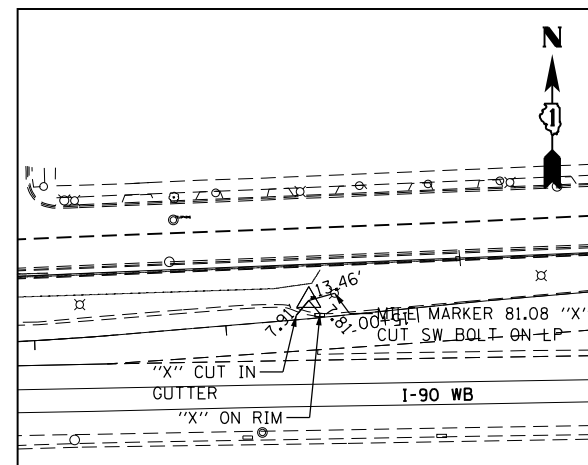 N
1
13.46'
7.91'
MILE MARKER 81.08 "X"
CUT SW BOLT ON LP
"X" CUT IN
GUTTER
I-90 WB
"X" ON RIM